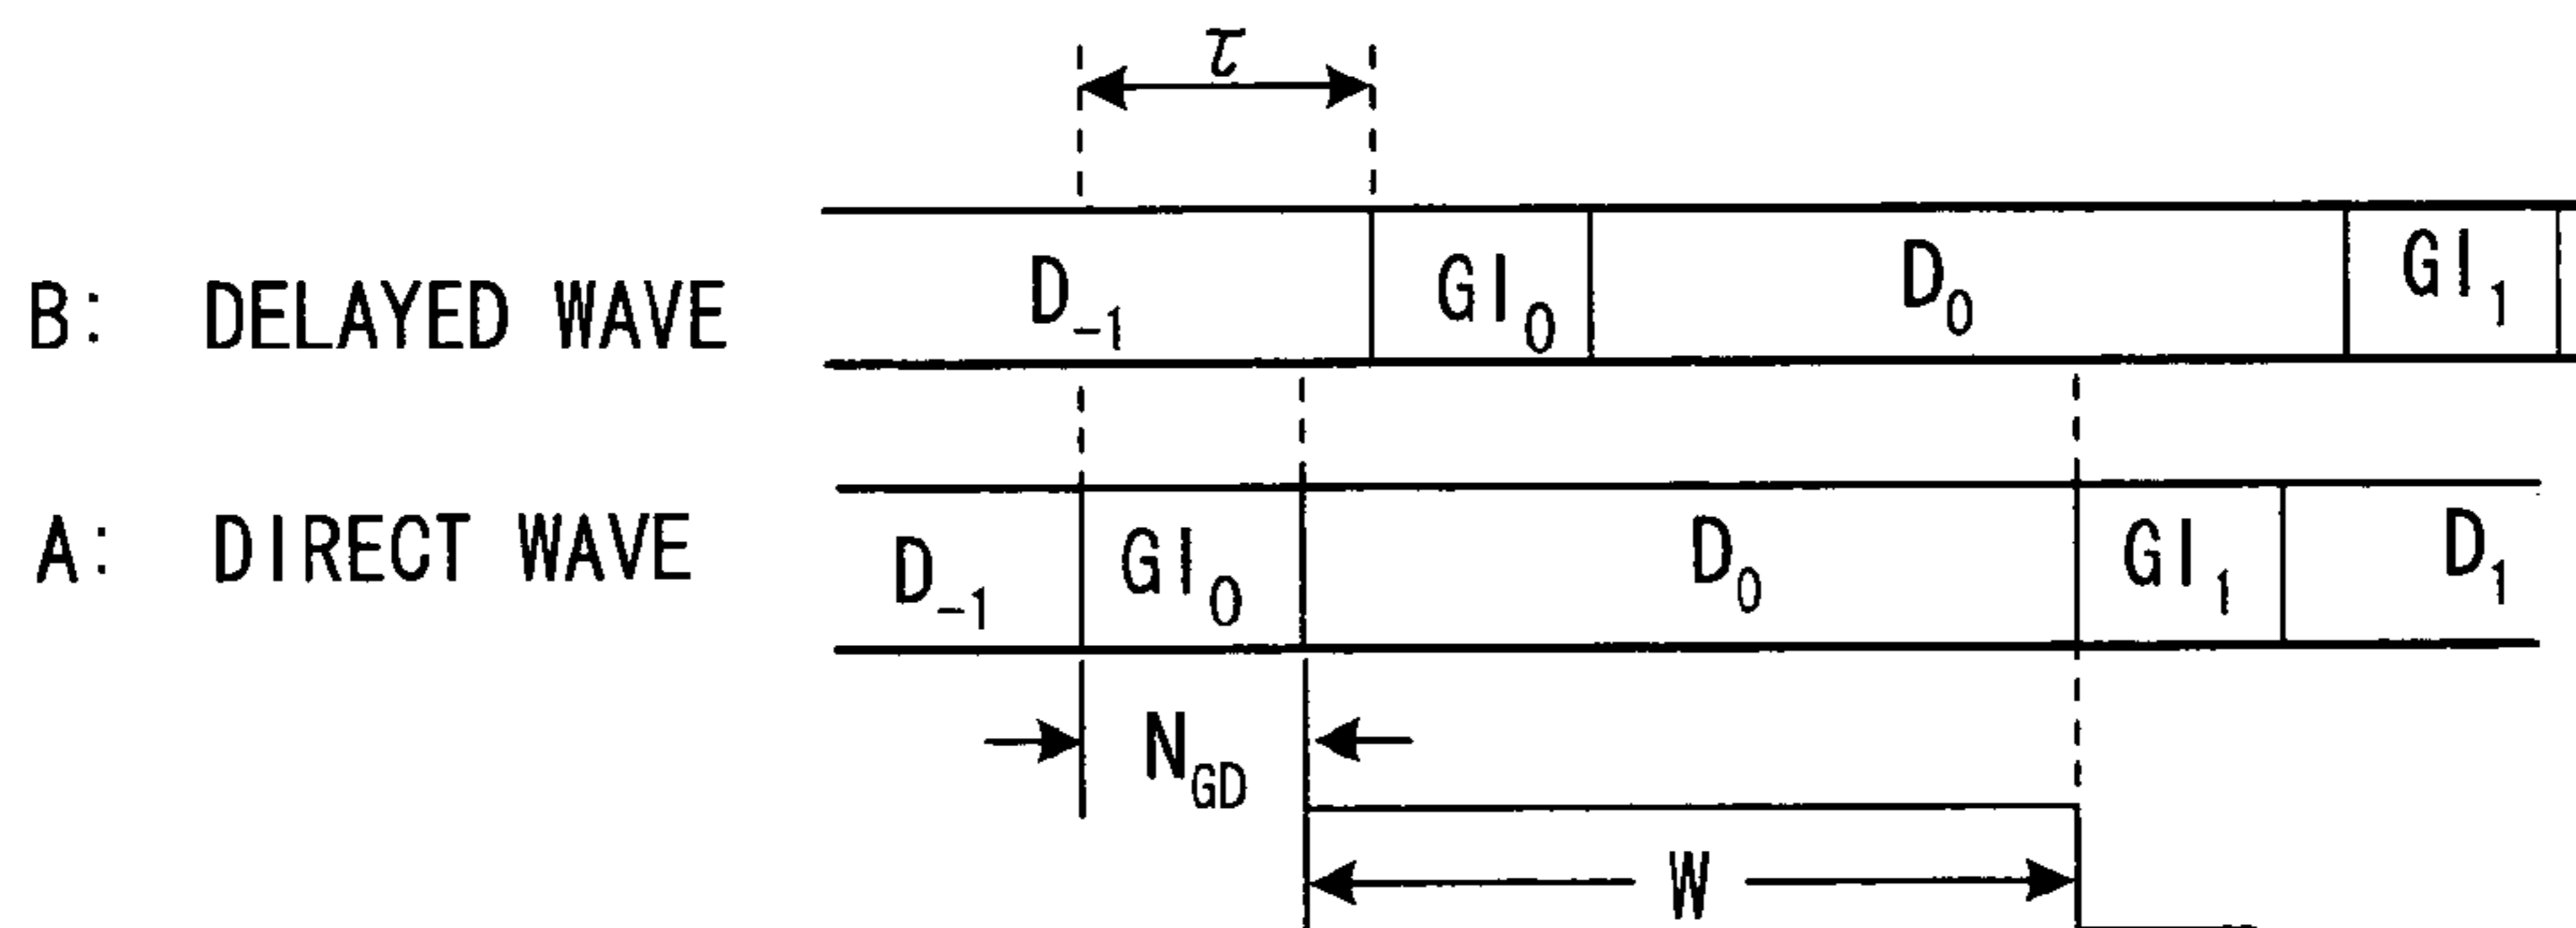 τ
B: DELAYED WAVE D₋₁ GI₀ D₀ GI₁
A: DIRECT WAVE D₋₁ GI₀ D₀ GI₁ D₁
N_GD
W